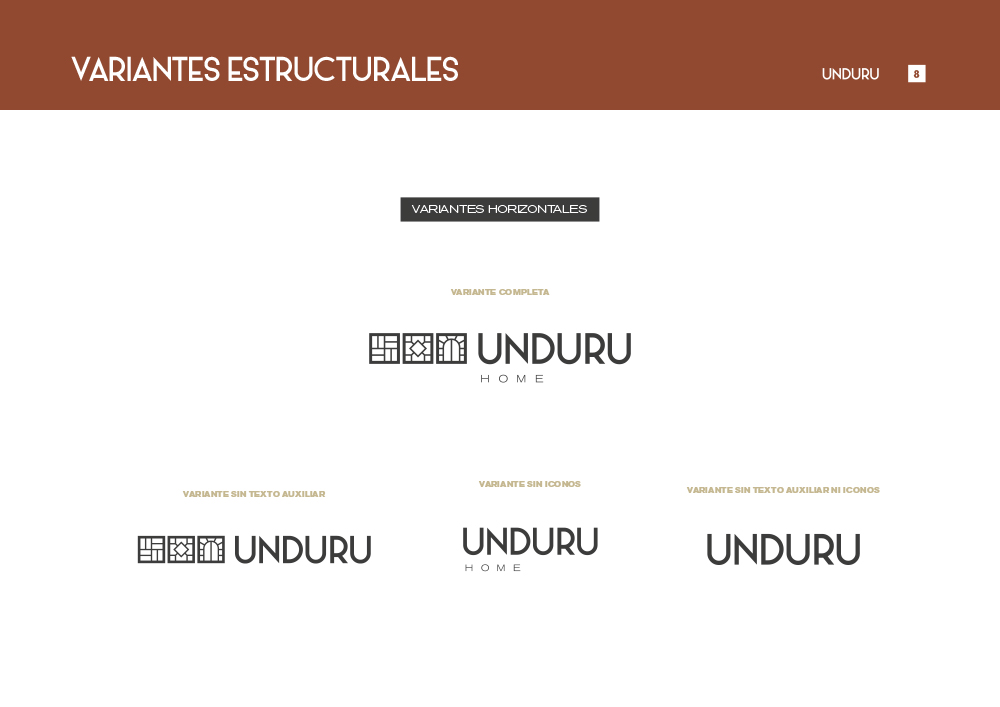 VARIANTES ESTRUCTURALES
UNDURU
8
VARIANTES HORIZONTALES
VARIANTE COMPLETA
UNDURU
HOME
VARIANTE SIN TEXTO AUXILIAR
UNDURU
VARIANTE SIN ICONOS
UNDURU
HOME
VARIANTE SIN TEXTO AUXILIAR NI ICONOS
UNDURU